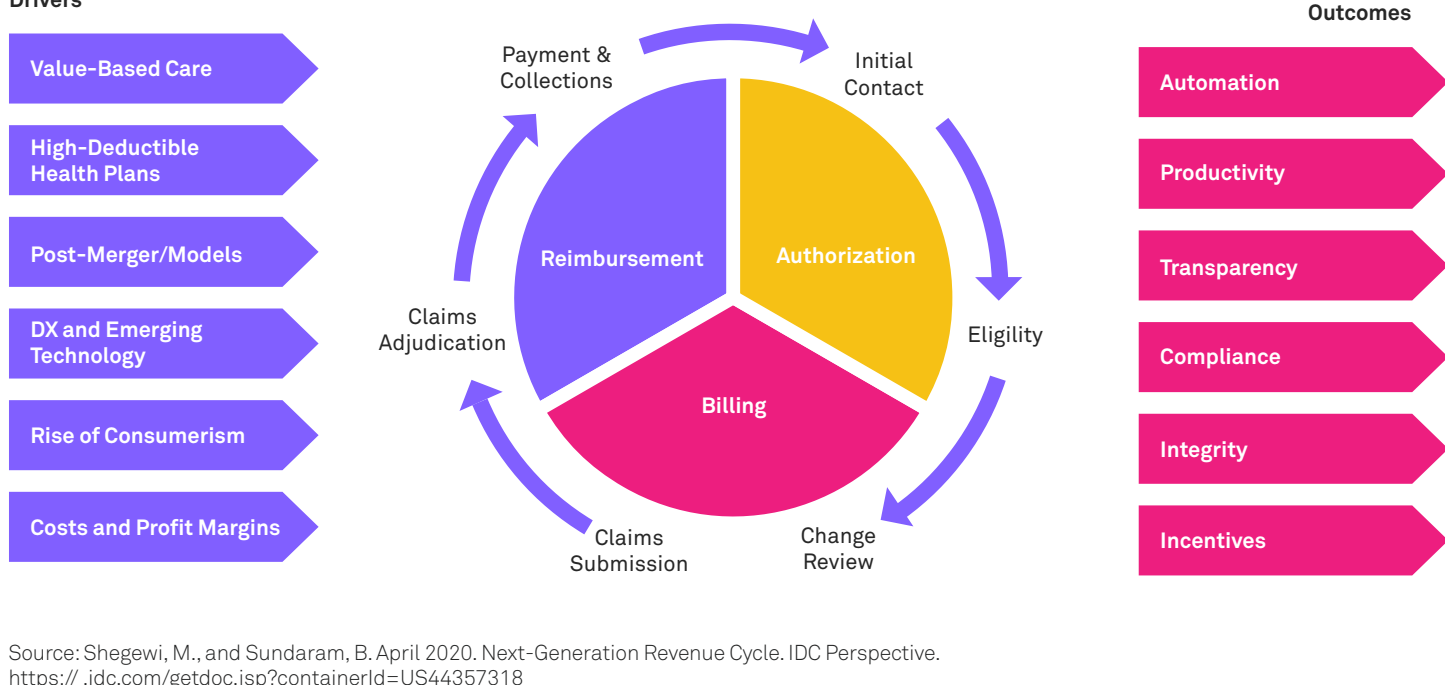 Drivers
Value-Based Care
High-Deductible
Health Plans
Post-Merger/Models
DX and Emerging
Technology
Rise of Consumerism
Costs and Profit Margins
Payment &
Collections
Initial
Contact
Reimbursement
Authorization
Claims
Adjudication
Eligility
Billing
Claims
Submission
Change
Review
Outcomes
Automation
Productivity
Transparency
Compliance
Integrity
Incentives
Source: Shegewi, M., and Sundaram, B. April 2020. Next-Generation Revenue Cycle. IDC Perspective.
https:// .idc.com/getdoc.jsp?containerId=US44357318